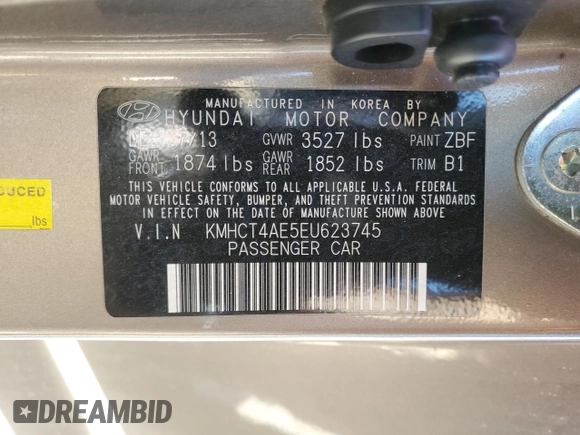 MANUFACTURED IN KOREA BY
HYUNDAI MOTOR COMPANY
GVWR 3527 lbs PAINT ZBF
GAWR FRONT 1874 lbs GAWR REAR 1852 lbs TRIM B1
THIS VEHICLE CONFORMS TO ALL APPLICABLE U.S.A. FEDERAL
MOTOR VEHICLE SAFETY, BUMPER, AND THEFT PREVENTION STANDARDS
IN EFFECT ON THE DATE OF MANUFACTURE SHOWN ABOVE.
V.I.N KMHCT4AE5EU623745
PASSENGER CAR
lbs
DREAMBID